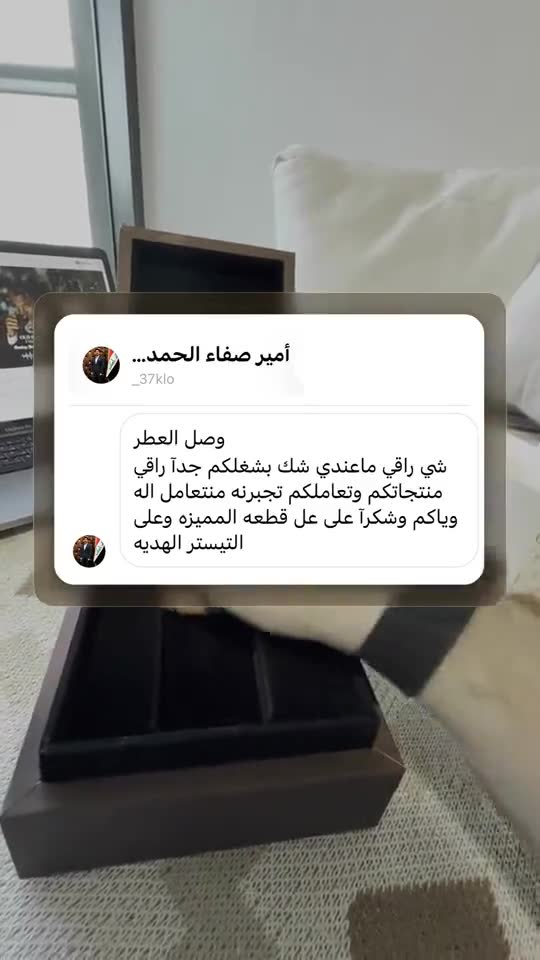 أمير صفاء الحمد...
_37klo
وصل العطر
شي راقي ماعندي شك بشغلكم جدآ راقي
منتجاتكم وتعاملكم تجبرنه منتعامل اله
وياكم وشكرآ على عل قطعه المميزه وعلى
التيستر الهديه